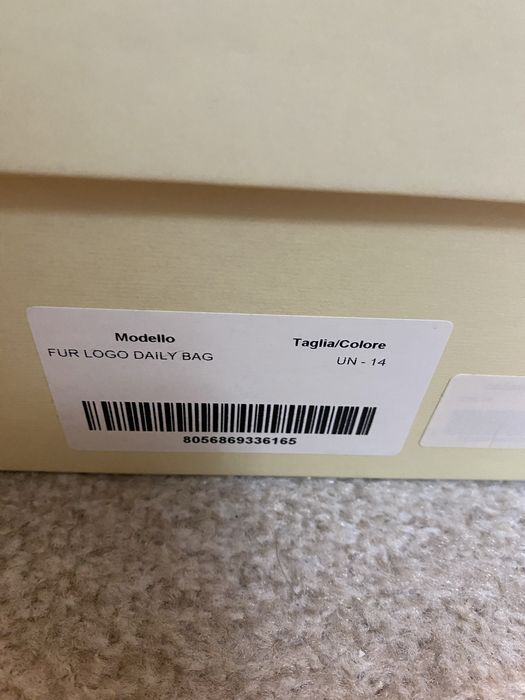 Modello
FUR LOGO DAILY BAG
Taglia/Colore
UN - 14
8056869336165